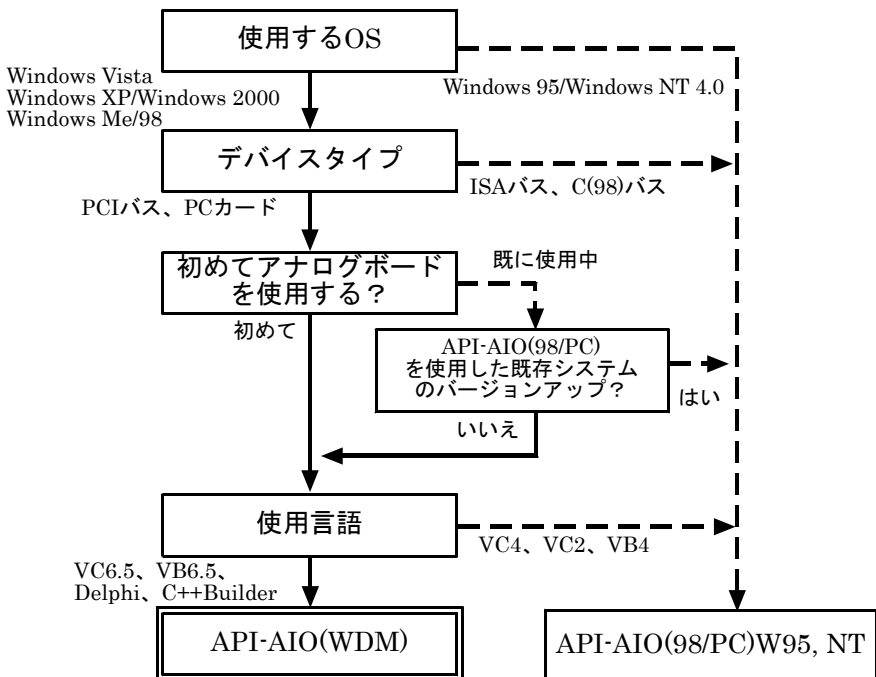 使用するOS
Windows Vista
Windows XP/Windows 2000
Windows Me/98
Windows 95/Windows NT 4.0
デバイスタイプ
PCIバス、PCカード
ISAバス、C(98)バス
初めてアナログボード
を使用する？
既に使用中
初めて
API-AIO(98/PC)
を使用した既存システム
のバージョンアップ？
はい
いいえ
使用言語
VC4、VC2、VB4
VC6.5、VB6.5、
Delphi、C++Builder
API-AIO(WDM)
API-AIO(98/PC)W95, NT